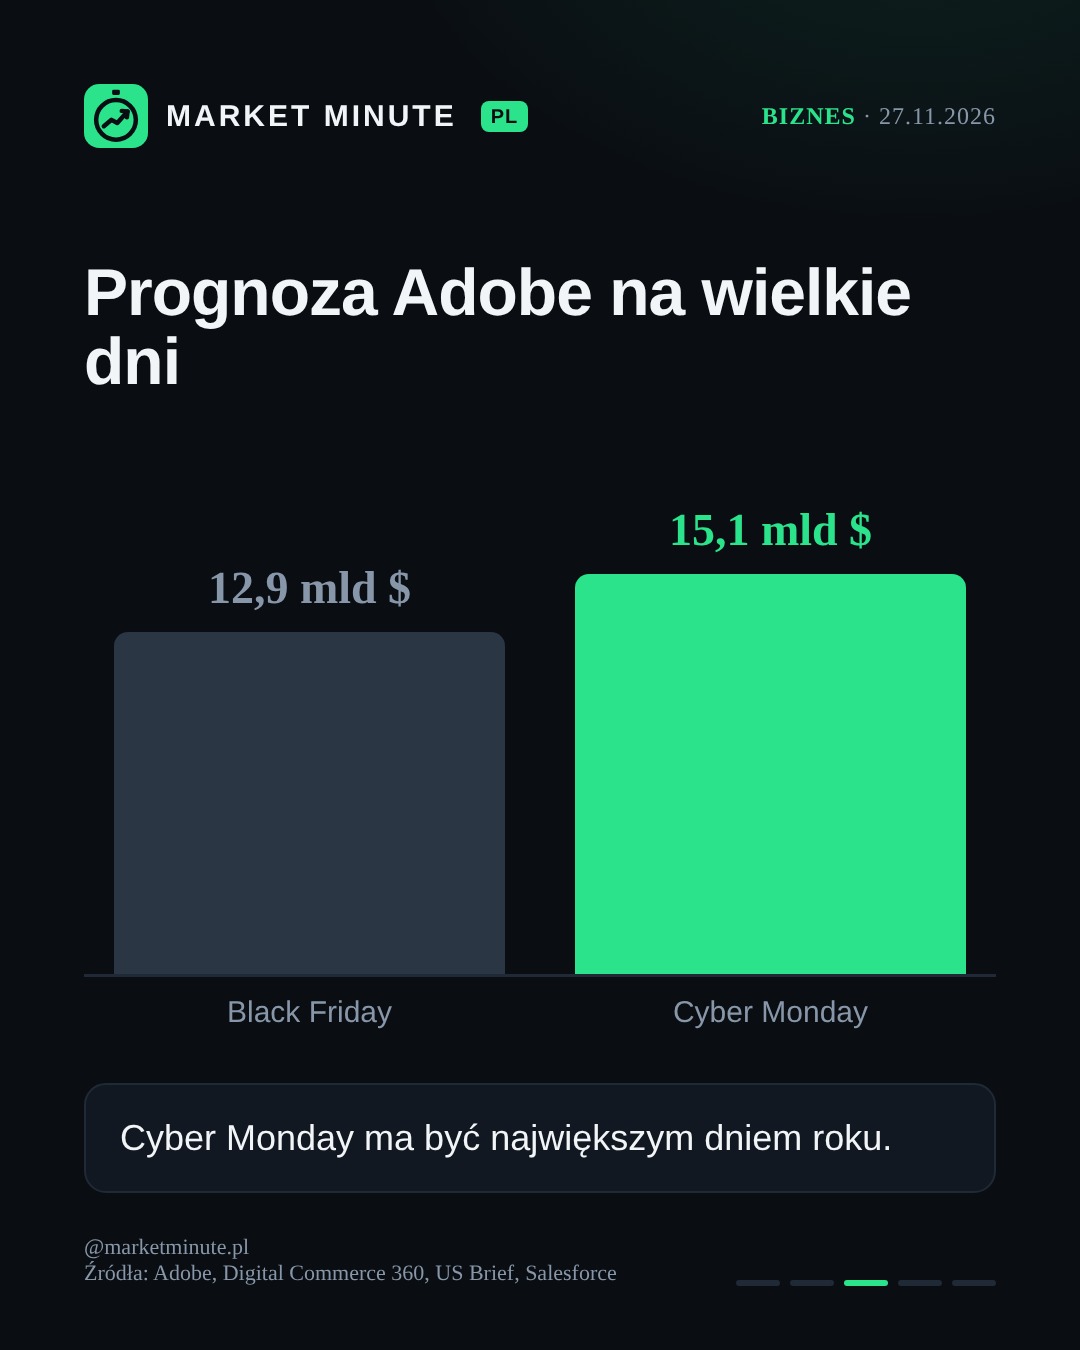 MARKET MINUTE PL
BIZNES · 27.11.2026
Prognoza Adobe na wielkie
dni
12,9 mld $
15,1 mld $
Black Friday
Cyber Monday
Cyber Monday ma być największym dniem roku.
@marketminute.pl
Źródła: Adobe, Digital Commerce 360, US Brief, Salesforce